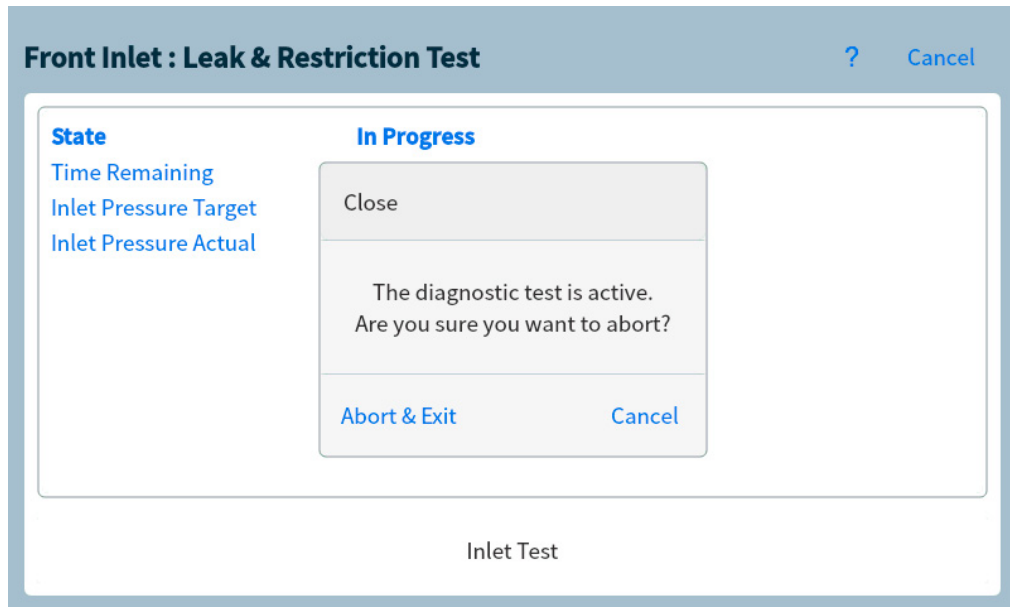 Front Inlet : Leak & Restriction Test ? Cancel
State In Progress
Time Remaining
Inlet Pressure Target
Inlet Pressure Actual
Close
The diagnostic test is active.
Are you sure you want to abort?
Abort & Exit Cancel
Inlet Test